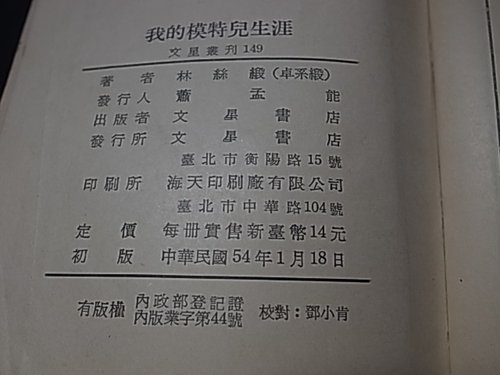 我的模特兒生涯
文星叢刊149
著者 林絲緞(卓系緞)
發行人 蕭孟能
出版者 文星書店
發行所 文星書店
臺北市衡陽路15號
印刷所 海天印刷廠有限公司
臺北市中華路104號
定價 每冊實售新臺幣14元
初版 中華民國54年1月18日
有版權 內政部登記證 校對:鄧小肯
內版業字第44號